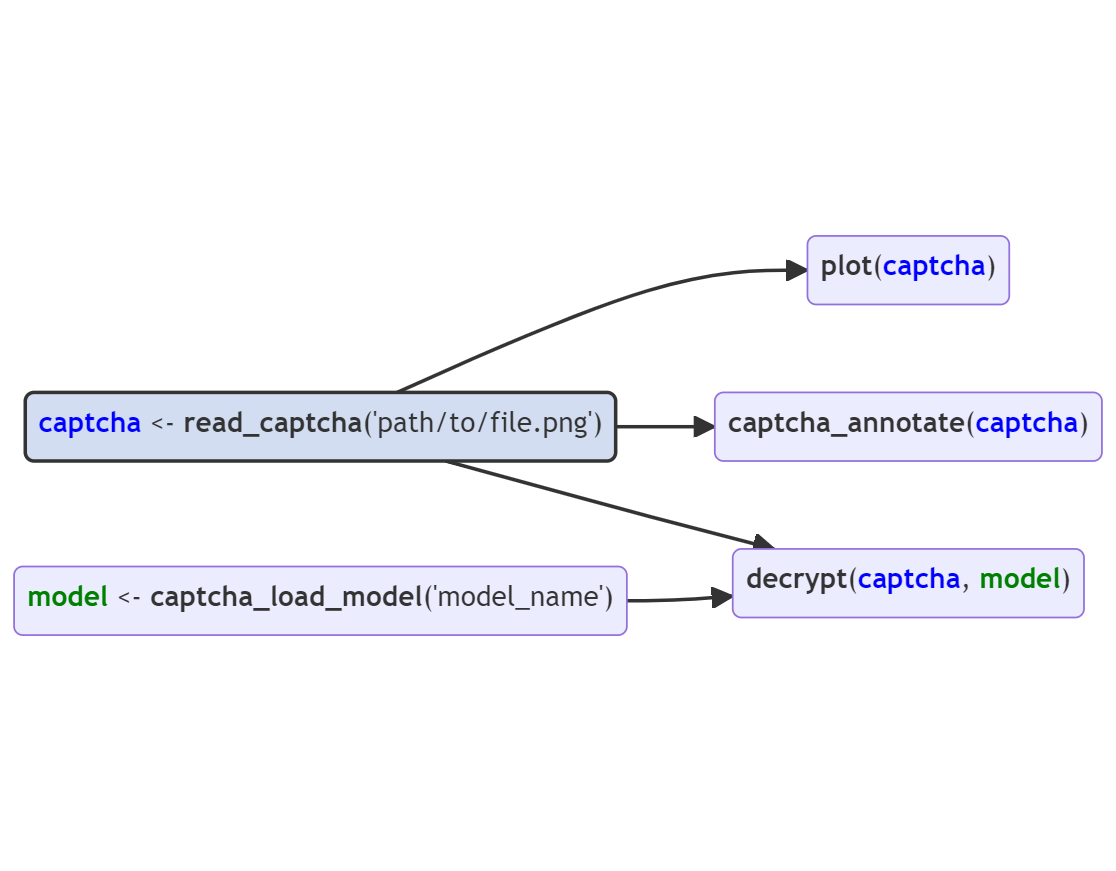 plot(captcha)
captcha <- read_captcha('path/to/file.png')
captcha_annotate(captcha)
model <- captcha_load_model('model_name')
decrypt(captcha, model)